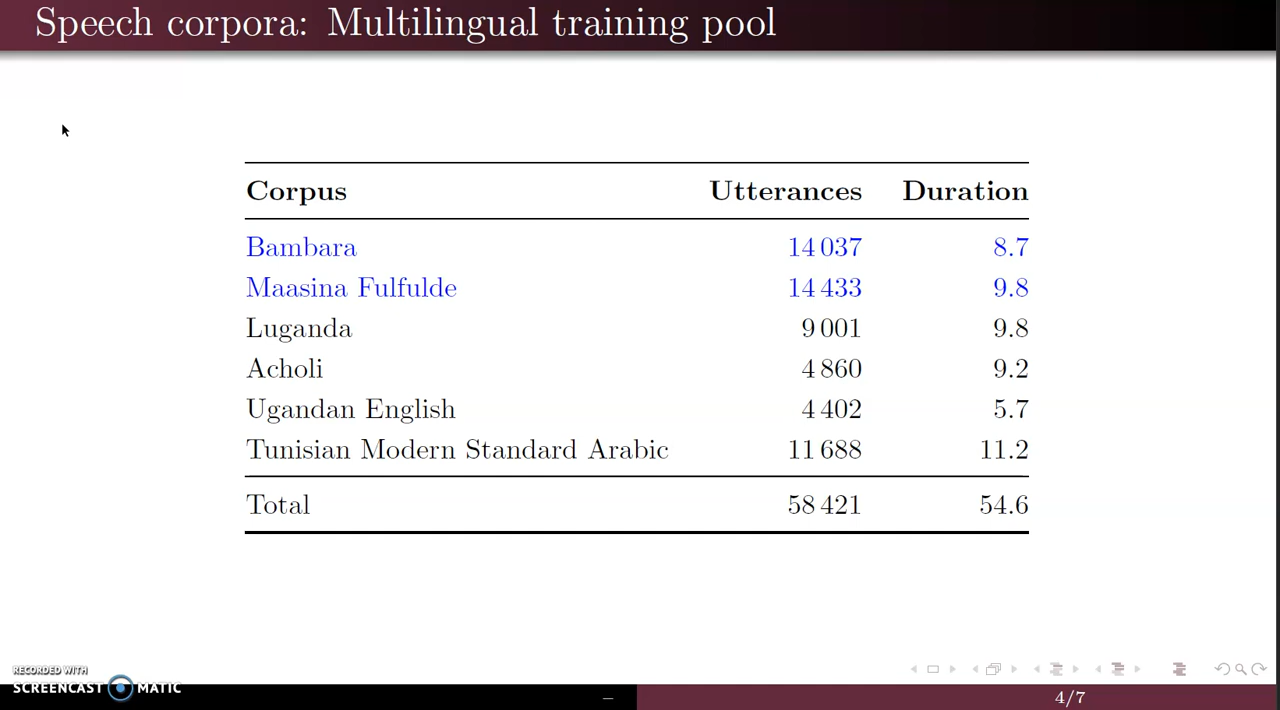 Speech corpora: Multilingual training pool
Corpus Utterances Duration
Bambara 14 037 8.7
Maasina Fulfulde 14 433 9.8
Luganda 9 001 9.8
Acholi 4 860 9.2
Ugandan English 4 402 5.7
Tunisian Modern Standard Arabic 11 688 11.2
Total 58 421 54.6
RECORDED WITH
SCREENCAST MATIC
4/7